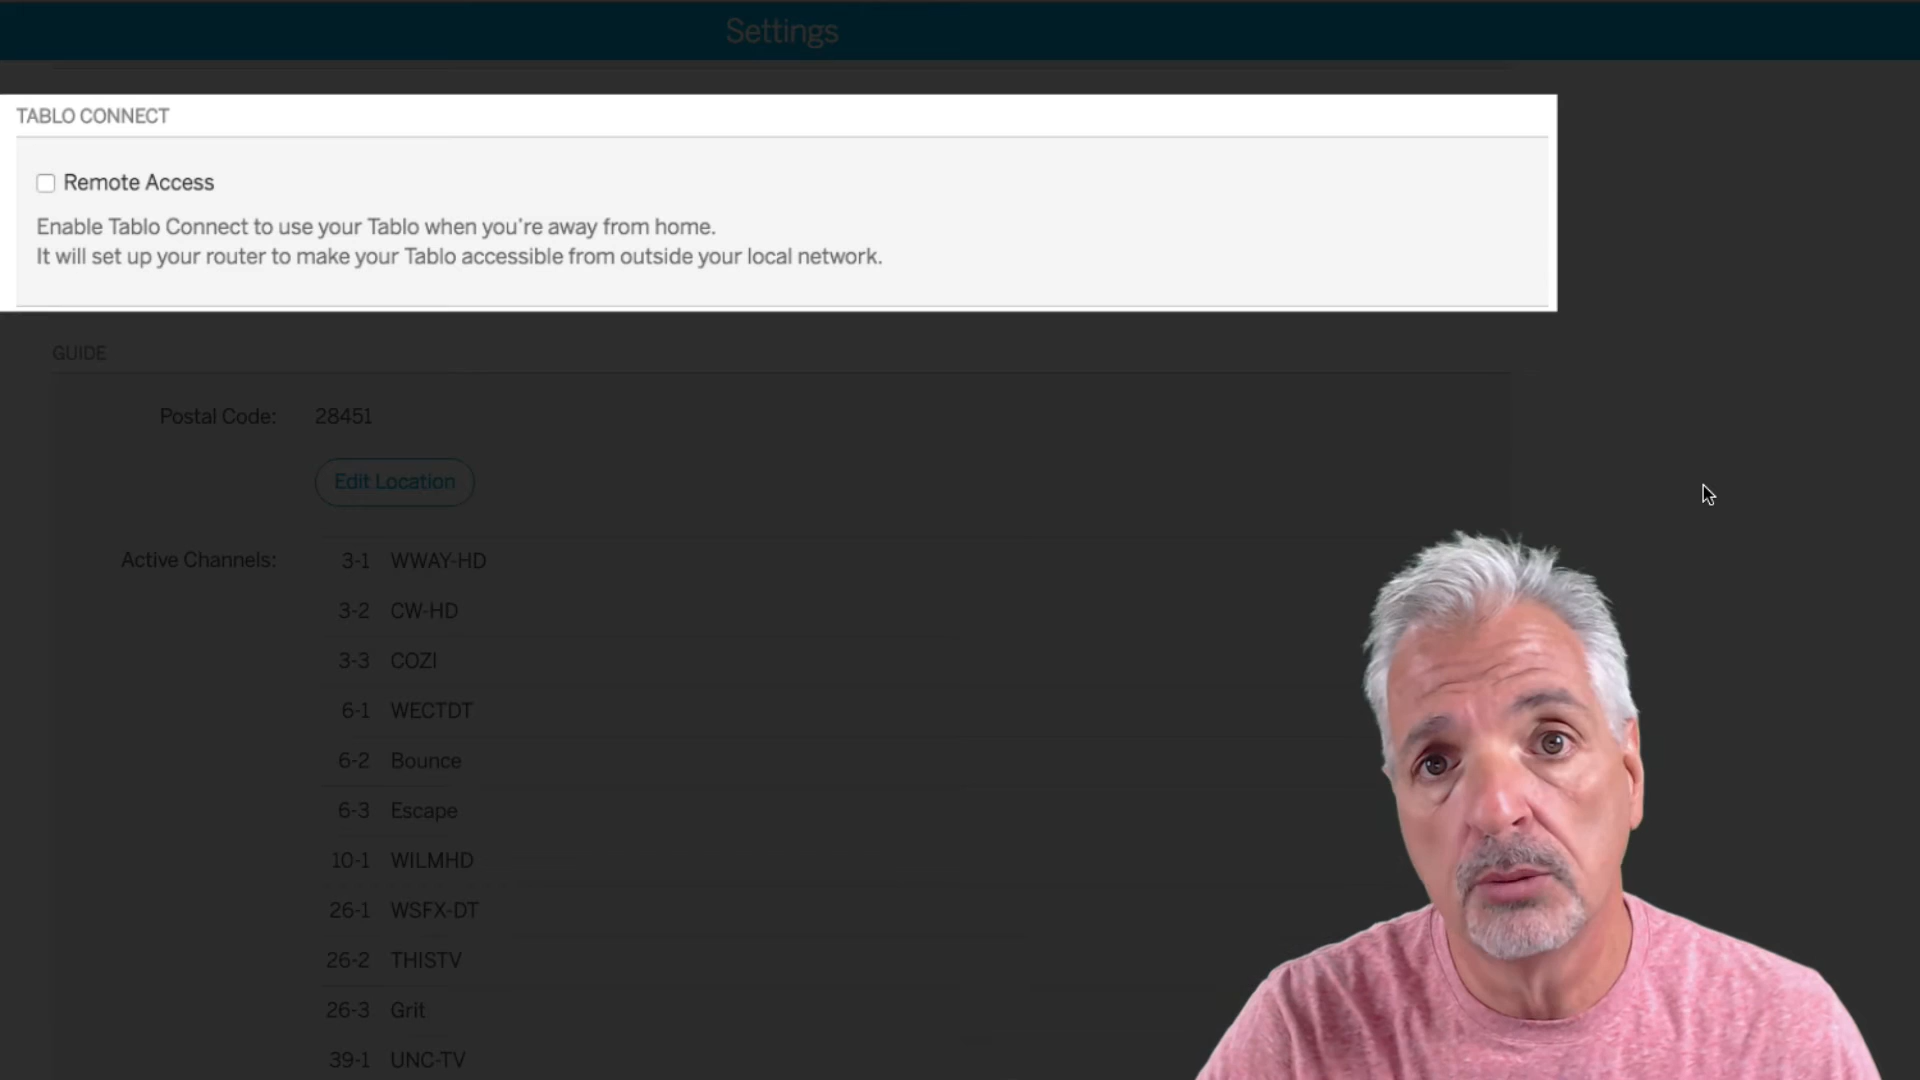 Settings
TABLO CONNECT
Remote Access
Enable Tablo Connect to use your Tablo when you're away from home.
It will set up your router to make your Tablo accessible from outside your local network.
GUIDE
Postal Code: 28451
Edit Location
Active Channels: 3-1 WWAY-HD
3-2 CW-HD
3-3 COZI
6-1 WECTDT
6-2 Bounce
6-3 Escape
10-1 WILMHD
26-1 WSFX-DT
26-2 THISTV
26-3 Grit
39-1 UNC-TV